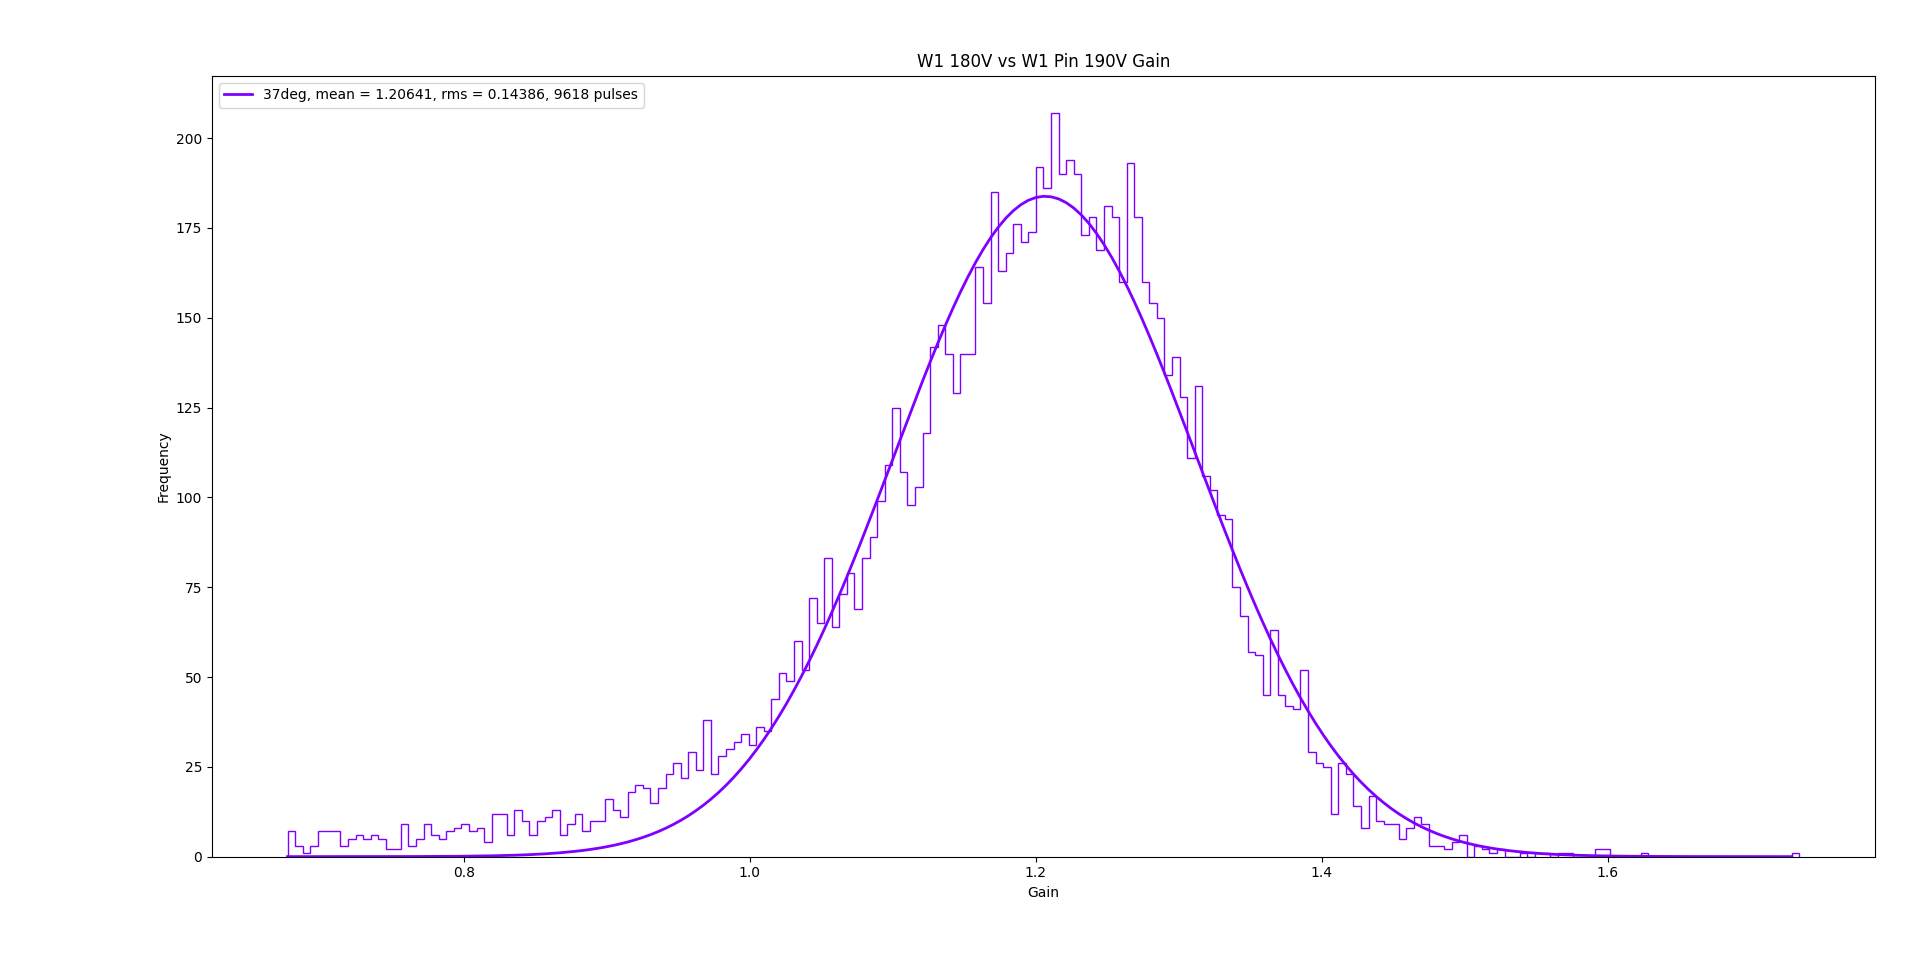 W1 180V vs W1 Pin 190V Gain
37deg, mean = 1.20641, rms = 0.14386, 9618 pulses
200
175
150
125
100
75
50
25
0
Frequency
0.8 1.0 1.2 1.4 1.6
Gain